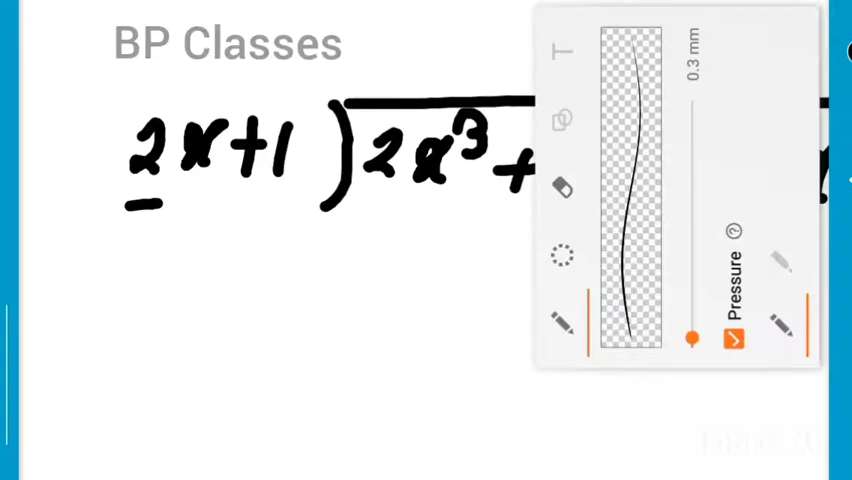 BP Classes
2x+1 ) 2x³ +
T
0.3 mm
Pressure ?